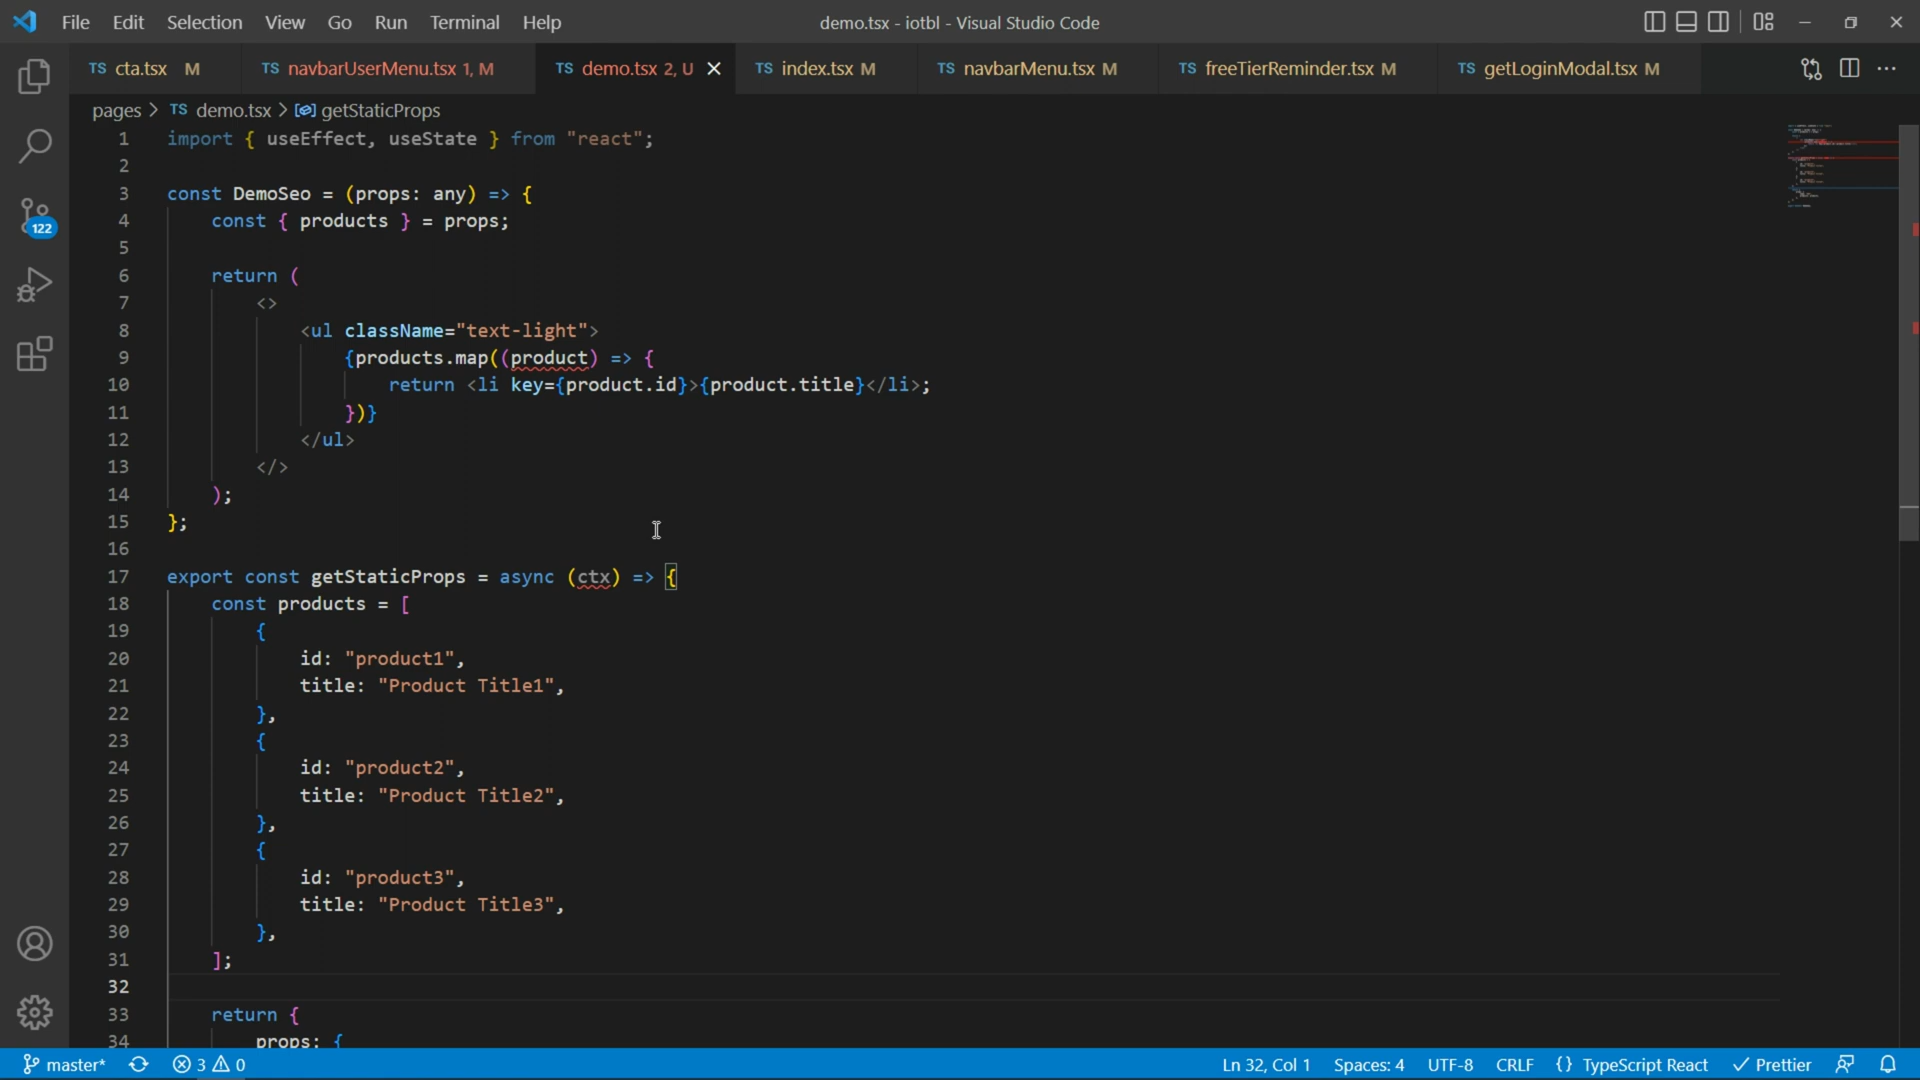 File Edit Selection View Go Run Terminal Help demo.tsx - iotbl - Visual Studio Code
TS cta.tsx M TS navbarUserMenu.tsx 1, M TS demo.tsx 2, U TS index.tsx M TS navbarMenu.tsx M TS freeTierReminder.tsx M TS getLoginModal.tsx M
pages > TS demo.tsx > getStaticProps
1 import { useEffect, useState } from "react";
2
3 const DemoSeo = (props: any) => {
4 const { products } = props;
5
6 return (
7 <>
8 <ul className="text-light">
9 {products.map((product) => {
10 return <li key={product.id}>{product.title}</li>;
11 })}
12 </ul>
13 </>
14 );
15 };
16
17 export const getStaticProps = async (ctx) => {
18 const products = [
19 {
20 id: "product1",
21 title: "Product Title1",
22 },
23 {
24 id: "product2",
25 title: "Product Title2",
26 },
27 {
28 id: "product3",
29 title: "Product Title3",
30 },
31 ];
32
33 return {
34 props: {
122
master* 3 0 Ln 32, Col 1 Spaces: 4 UTF-8 CRLF {} TypeScript React Prettier